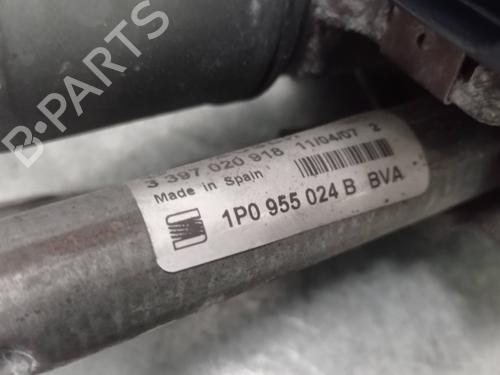 B-PARTS
3 397 020 918 11/04/07 2
Made in Spain
1P0 955 024 B BVA